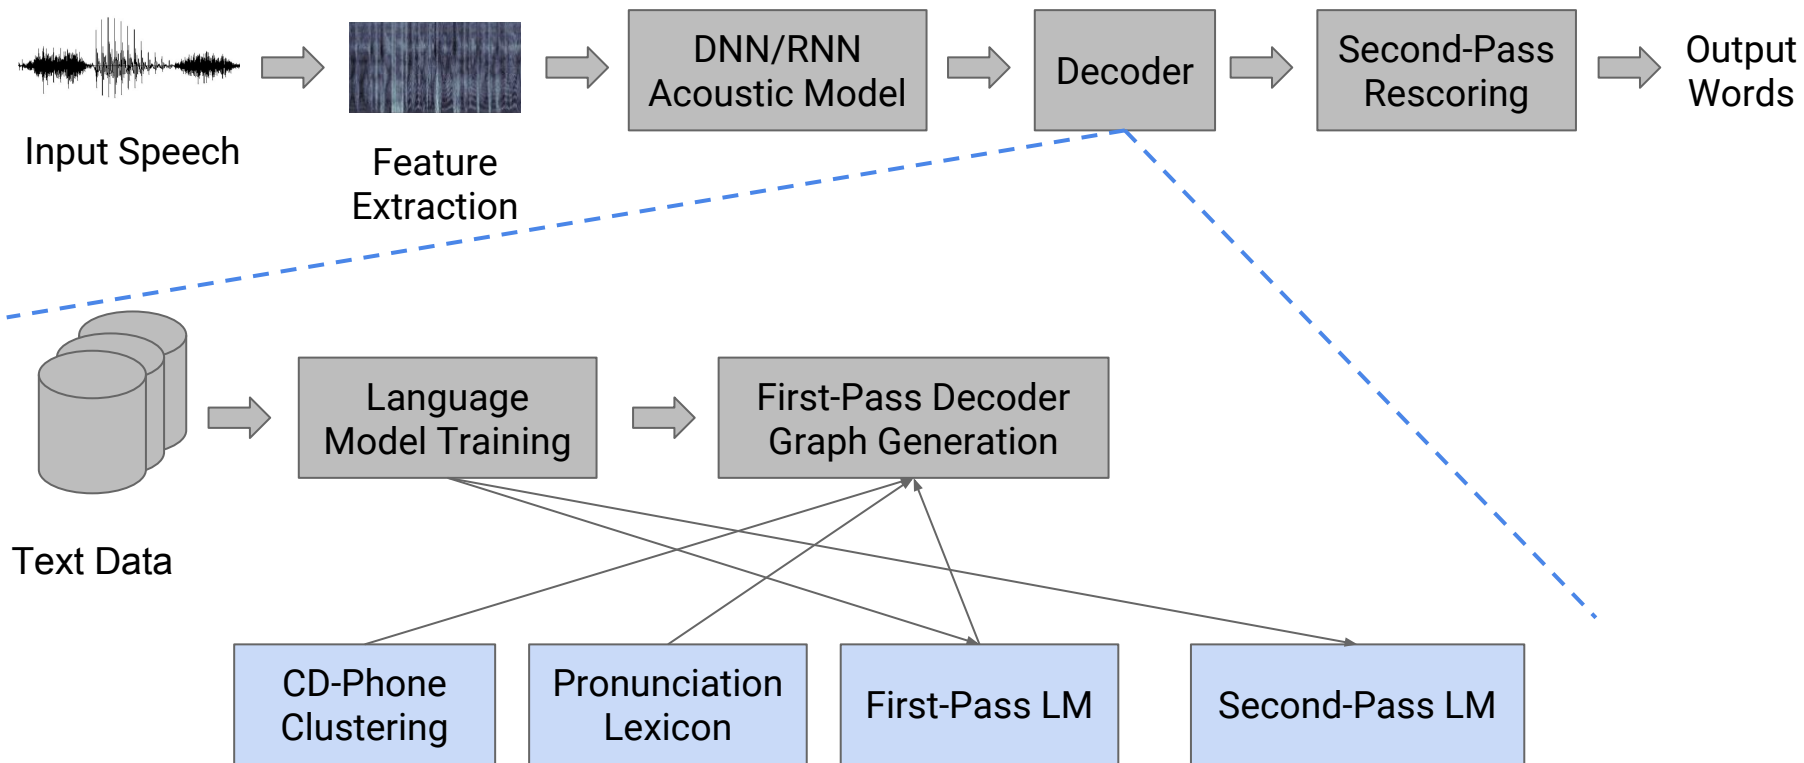 Input Speech
Feature
Extraction
DNN/RNN
Acoustic Model
Decoder
Second-Pass
Rescoring
Output
Words
Text Data
Language
Model Training
First-Pass Decoder
Graph Generation
CD-Phone
Clustering
Pronunciation
Lexicon
First-Pass LM
Second-Pass LM